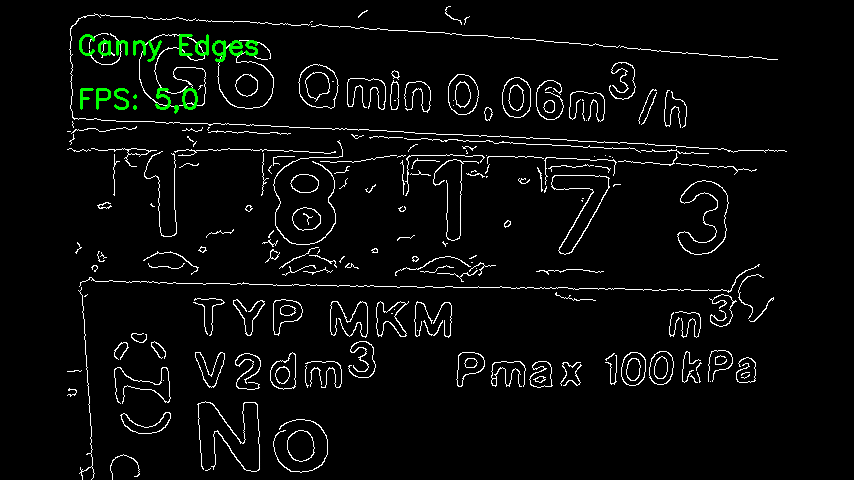 Canny Edges
G6 Qmin 0,06m³/h
FPS: 5,0
1 8 1 7 3
TYP MKM m³
V2dm³ Pmax 100kPa
No